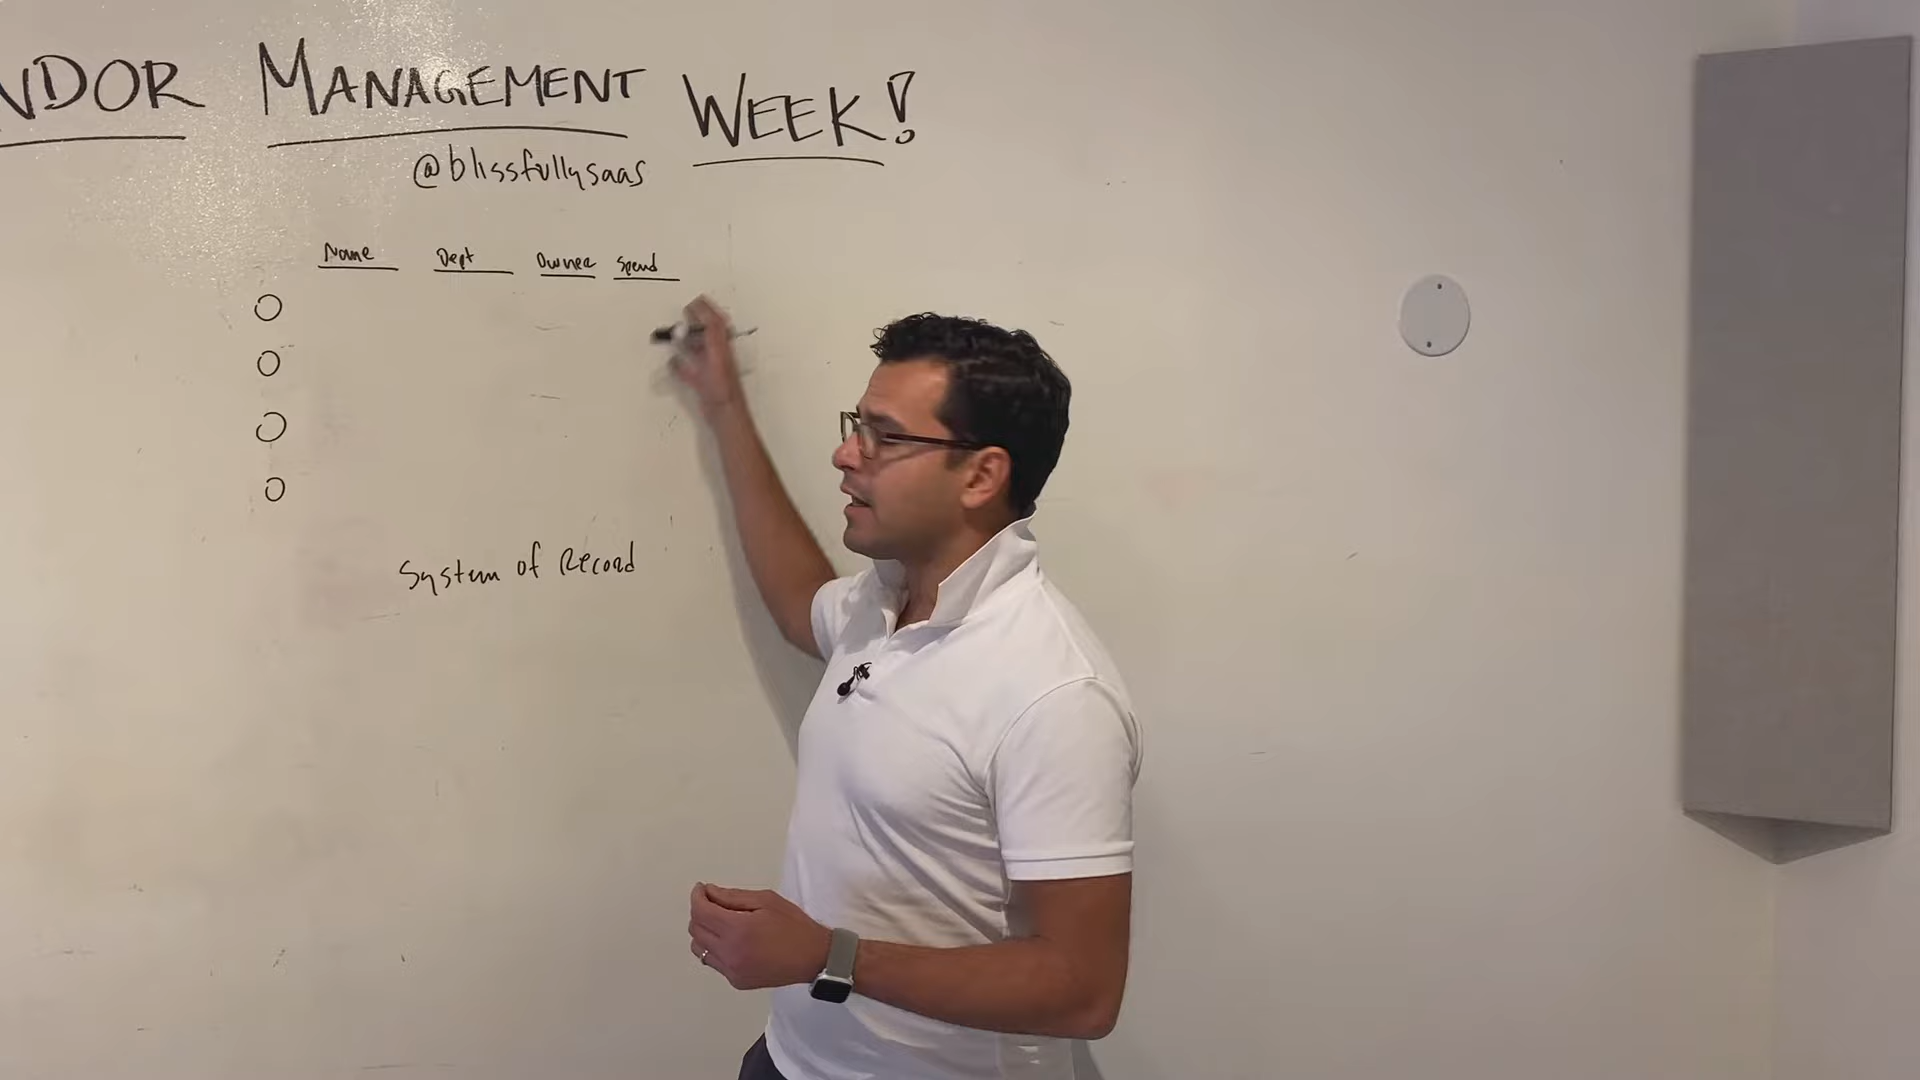 NDOR MANAGEMENT WEEK!
@blissfullysaas
Name Dept Owner Spend
System of Record